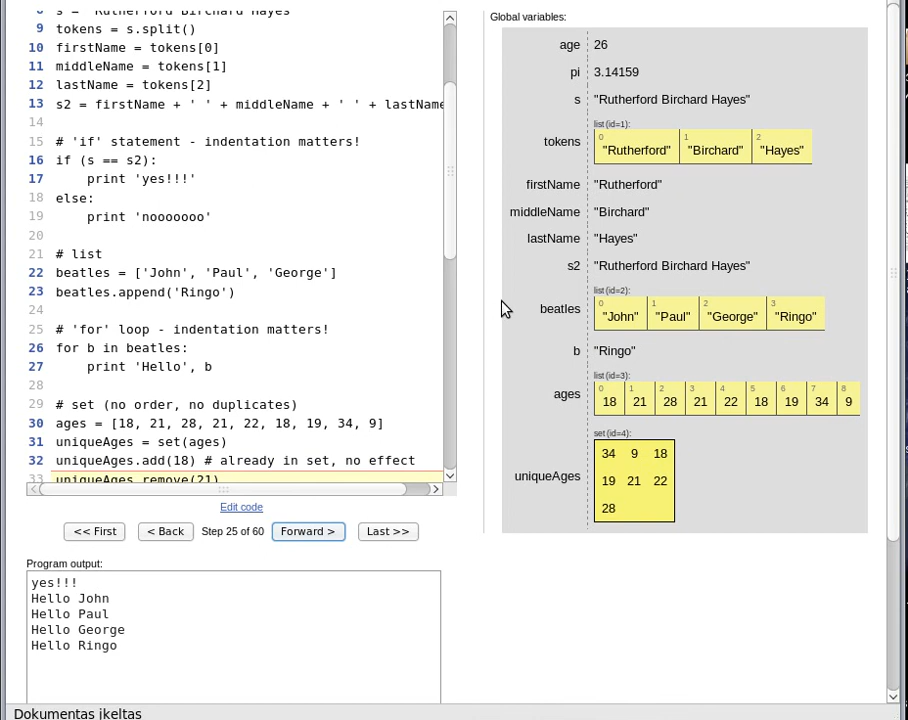 8 s = 'Rutherford Birchard Hayes'
9 tokens = s.split()
10 firstName = tokens[0]
11 middleName = tokens[1]
12 lastName = tokens[2]
13 s2 = firstName + ' ' + middleName + ' ' + lastName
14
15 # 'if' statement - indentation matters!
16 if (s == s2):
17 print 'yes!!!'
18 else:
19 print 'nooooooo'
20
21 # list
22 beatles = ['John', 'Paul', 'George']
23 beatles.append('Ringo')
24
25 # 'for' loop - indentation matters!
26 for b in beatles:
27 print 'Hello', b
28
29 # set (no order, no duplicates)
30 ages = [18, 21, 28, 21, 22, 18, 19, 34, 9]
31 uniqueAges = set(ages)
32 uniqueAges.add(18) # already in set, no effect
33 uniqueAges.remove(21)
Edit code
<< First
< Back
Step 25 of 60
Forward >
Last >>
Program output:
yes!!!
Hello John
Hello Paul
Hello George
Hello Ringo
Global variables:
age 26
pi 3.14159
s "Rutherford Birchard Hayes"
list (id=1):
0 1 2
tokens "Rutherford" "Birchard" "Hayes"
firstName "Rutherford"
middleName "Birchard"
lastName "Hayes"
s2 "Rutherford Birchard Hayes"
list (id=2):
0 1 2 3
beatles "John" "Paul" "George" "Ringo"
b "Ringo"
list (id=3):
0 1 2 3 4 5 6 7 8
ages 18 21 28 21 22 18 19 34 9
set (id=4):
34 9 18
uniqueAges 19 21 22
28
Dokumentas įkeltas